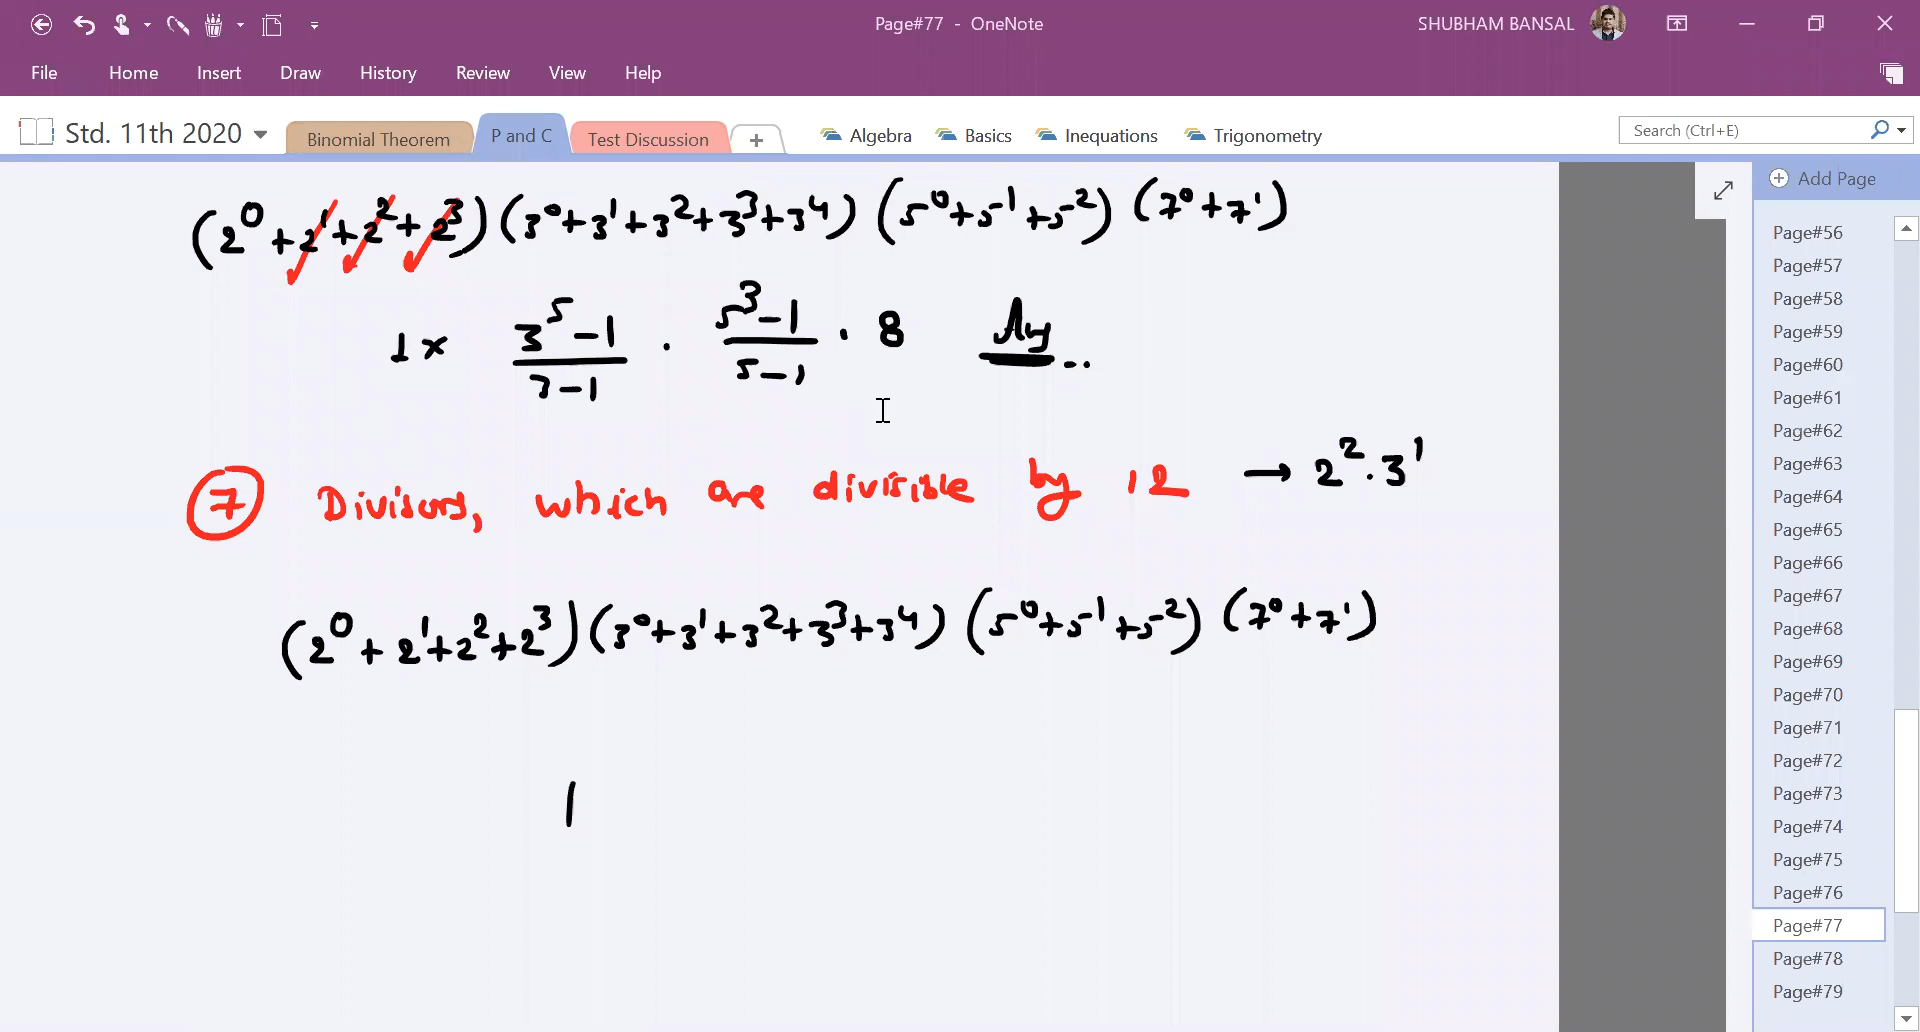 Page#77 - OneNote
SHUBHAM BANSAL
File Home Insert Draw History Review View Help
Std. 11th 2020
Binomial Theorem
P and C
Test Discussion
+
Algebra
Basics
Inequations
Trigonometry
Search (Ctrl+E)
(2⁰ + 2¹ + 2² + 2³) (3⁰ + 3¹ + 3² + 3³ + 3⁴) (5⁰ + 5¹ + 5²) (7⁰ + 7¹)
1 × (3⁵ – 1)/(3 – 1) · (5³ – 1)/(5 – 1) · 8 Ans ..
⑦ Divisors, which are divisible by 12 → 2² · 3¹
(2⁰ + 2¹ + 2² + 2³) (3⁰ + 3¹ + 3² + 3³ + 3⁴) (5⁰ + 5¹ + 5²) (7⁰ + 7¹)
Add Page
Page#56
Page#57
Page#58
Page#59
Page#60
Page#61
Page#62
Page#63
Page#64
Page#65
Page#66
Page#67
Page#68
Page#69
Page#70
Page#71
Page#72
Page#73
Page#74
Page#75
Page#76
Page#77
Page#78
Page#79